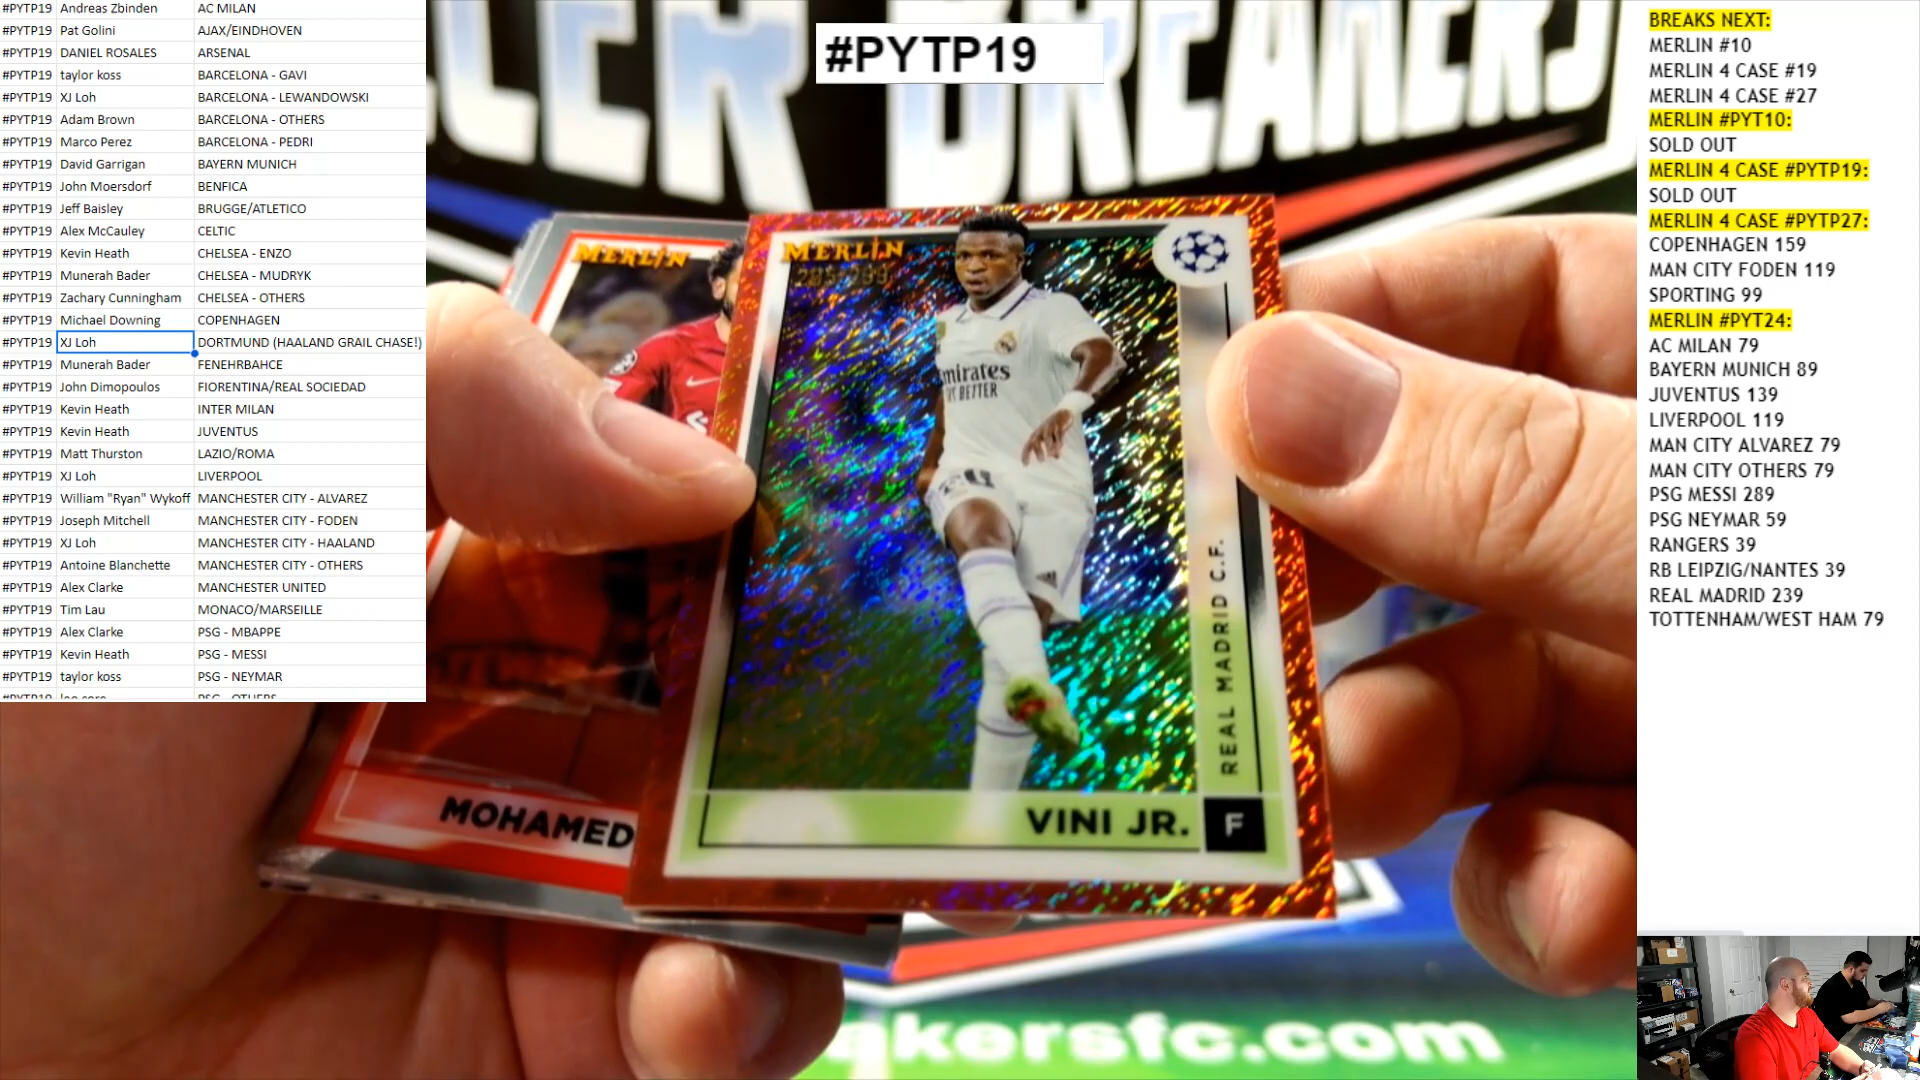 #PYTP19 Andreas Zbinden AC MILAN
#PYTP19 Pat Golini AJAX/EINDHOVEN
#PYTP19 DANIEL ROSALES ARSENAL
#PYTP19 taylor koss BARCELONA - GAVI
#PYTP19 XJ Loh BARCELONA - LEWANDOWSKI
#PYTP19 Adam Brown BARCELONA - OTHERS
#PYTP19 Marco Perez BARCELONA - PEDRI
#PYTP19 David Garrigan BAYERN MUNICH
#PYTP19 John Moersdorf BENFICA
#PYTP19 Jeff Baisley BRUGGE/ATLETICO
#PYTP19 Alex McCauley CELTIC
#PYTP19 Kevin Heath CHELSEA - ENZO
#PYTP19 Munerah Bader CHELSEA - MUDRYK
#PYTP19 Zachary Cunningham CHELSEA - OTHERS
#PYTP19 Michael Downing COPENHAGEN
#PYTP19 XJ Loh DORTMUND (HAALAND GRAIL CHASE!)
#PYTP19 Munerah Bader FENEHRBAHCE
#PYTP19 John Dimopoulos FIORENTINA/REAL SOCIEDAD
#PYTP19 Kevin Heath INTER MILAN
#PYTP19 Kevin Heath JUVENTUS
#PYTP19 Matt Thurston LAZIO/ROMA
#PYTP19 XJ Loh LIVERPOOL
#PYTP19 William "Ryan" Wykoff MANCHESTER CITY - ALVAREZ
#PYTP19 Joseph Mitchell MANCHESTER CITY - FODEN
#PYTP19 XJ Loh MANCHESTER CITY - HAALAND
#PYTP19 Antoine Blanchette MANCHESTER CITY - OTHERS
#PYTP19 Alex Clarke MANCHESTER UNITED
#PYTP19 Tim Lau MONACO/MARSEILLE
#PYTP19 Alex Clarke PSG - MBAPPE
#PYTP19 Kevin Heath PSG - MESSI
#PYTP19 taylor koss PSG - NEYMAR
#PYTP19
BREAKERS
MERLIN
MERLIN
Emirates
FLY BETTER
REAL MADRID C.F.
VINI JR. F
MOHAMED
akersfc.com
BREAKS NEXT:
MERLIN #10
MERLIN 4 CASE #19
MERLIN 4 CASE #27
MERLIN #PYT10:
SOLD OUT
MERLIN 4 CASE #PYTP19:
SOLD OUT
MERLIN 4 CASE #PYTP27:
COPENHAGEN 159
MAN CITY FODEN 119
SPORTING 99
MERLIN #PYT24:
AC MILAN 79
BAYERN MUNICH 89
JUVENTUS 139
LIVERPOOL 119
MAN CITY ALVAREZ 79
MAN CITY OTHERS 79
PSG MESSI 289
PSG NEYMAR 59
RANGERS 39
RB LEIPZIG/NANTES 39
REAL MADRID 239
TOTTENHAM/WEST HAM 79